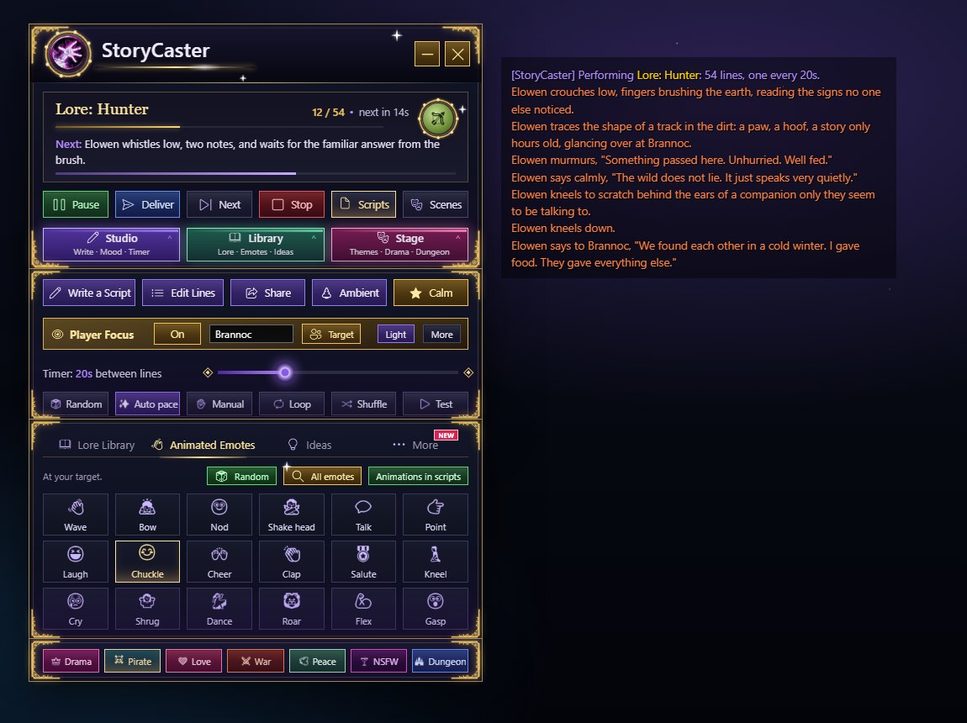 StoryCaster
Lore: Hunter
12 / 54 • next in 14s
Next: Elowen whistles low, two notes, and waits for the familiar answer from the
brush.
Pause
Deliver
Next
Stop
Scripts
Scenes
Studio
Write · Mood · Timer
Library
Lore · Emotes · Ideas
Stage
Themes · Drama · Dungeon
Write a Script
Edit Lines
Share
Ambient
Calm
Player Focus
On
Brannoc
Target
Light
More
Timer: 20s between lines
Random
Auto pace
Manual
Loop
Shuffle
Test
Lore Library
Animated Emotes
Ideas
More
NEW
At your target.
Random
All emotes
Animations in scripts
Wave
Bow
Nod
Shake head
Talk
Point
Laugh
Chuckle
Cheer
Clap
Salute
Kneel
Cry
Shrug
Dance
Roar
Flex
Gasp
Drama
Pirate
Love
War
Peace
NSFW
Dungeon
[StoryCaster] Performing Lore: Hunter: 54 lines, one every 20s.
Elowen crouches low, fingers brushing the earth, reading the signs no one
else noticed.
Elowen traces the shape of a track in the dirt: a paw, a hoof, a story only
hours old, glancing over at Brannoc.
Elowen murmurs, "Something passed here. Unhurried. Well fed."
Elowen says calmly, "The wild does not lie. It just speaks very quietly."
Elowen kneels to scratch behind the ears of a companion only they seem
to be talking to.
Elowen kneels down.
Elowen says to Brannoc, "We found each other in a cold winter. I gave
food. They gave everything else."